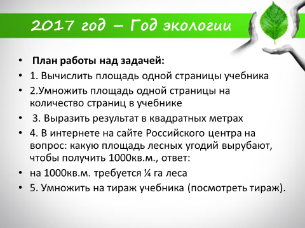 2017 год – Год экологии
• План работы над задачей:
• 1. Вычислить площадь одной страницы учебника
• 2.Умножить площадь одной страницы на
количество страниц в учебнике
• 3. Выразить результат в квадратных метрах
• 4. В интернете на сайте Российского центра на
вопрос: какую площадь лесных угодий вырубают,
чтобы получить 1000кв.м., ответ:
• на 1000кв.м. требуется ¼ га леса
• 5. Умножить на тираж учебника (посмотреть тираж).